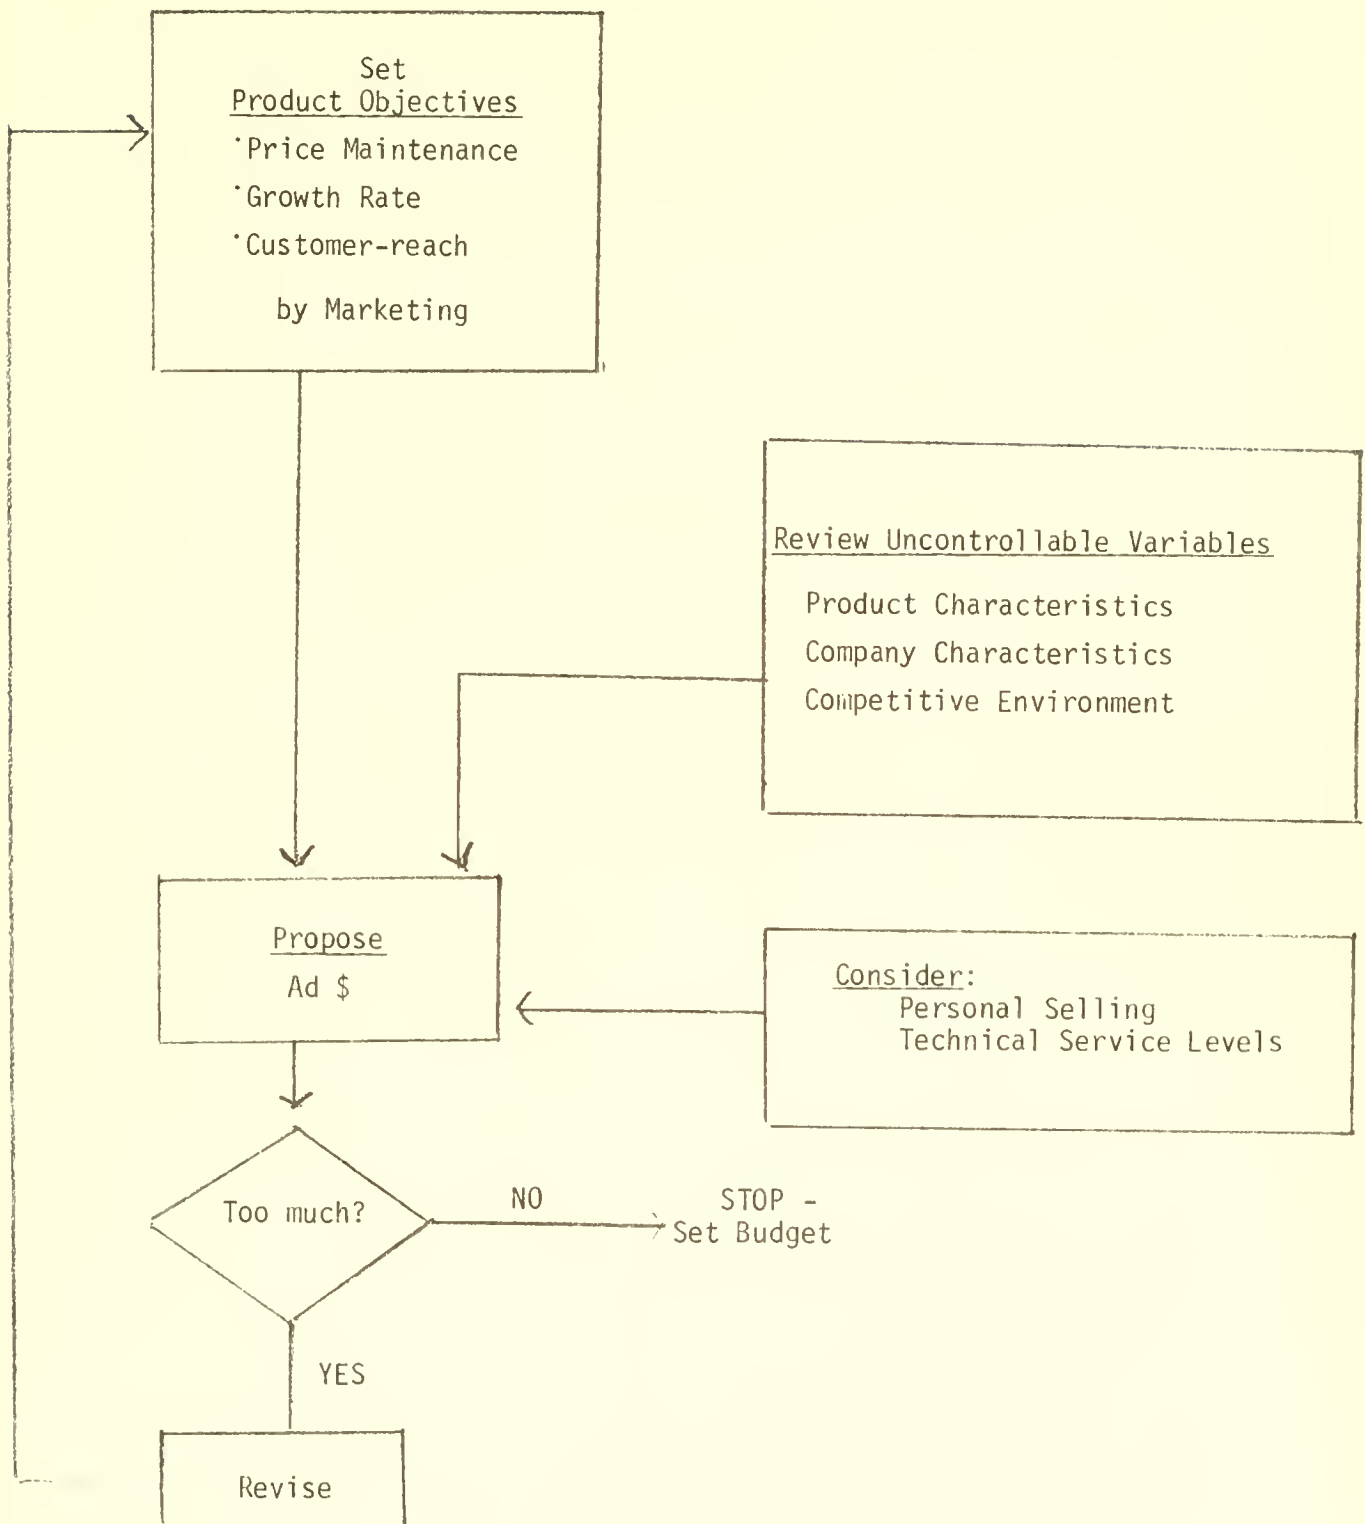 Set
Product Objectives
·Price Maintenance
·Growth Rate
·Customer-reach
by Marketing
Review Uncontrollable Variables
Product Characteristics
Company Characteristics
Competitive Environment
Propose
Ad $
Consider:
Personal Selling
Technical Service Levels
Too much?
NO
STOP -
Set Budget
YES
Revise